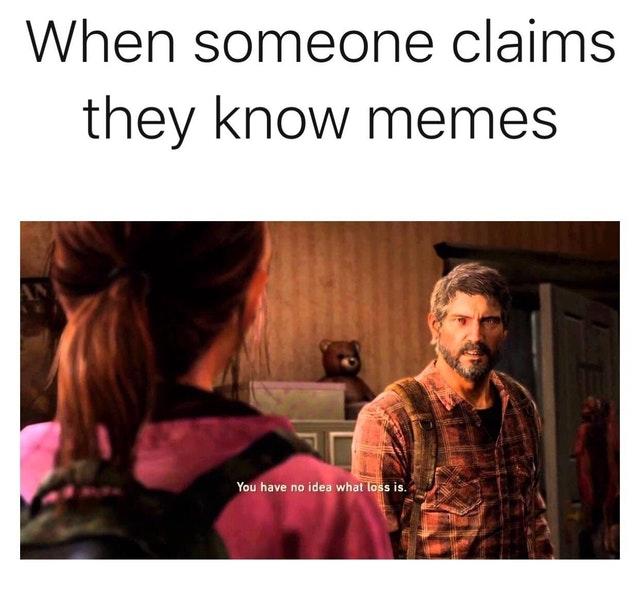 When someone claims
they know memes
You have no idea what loss is.